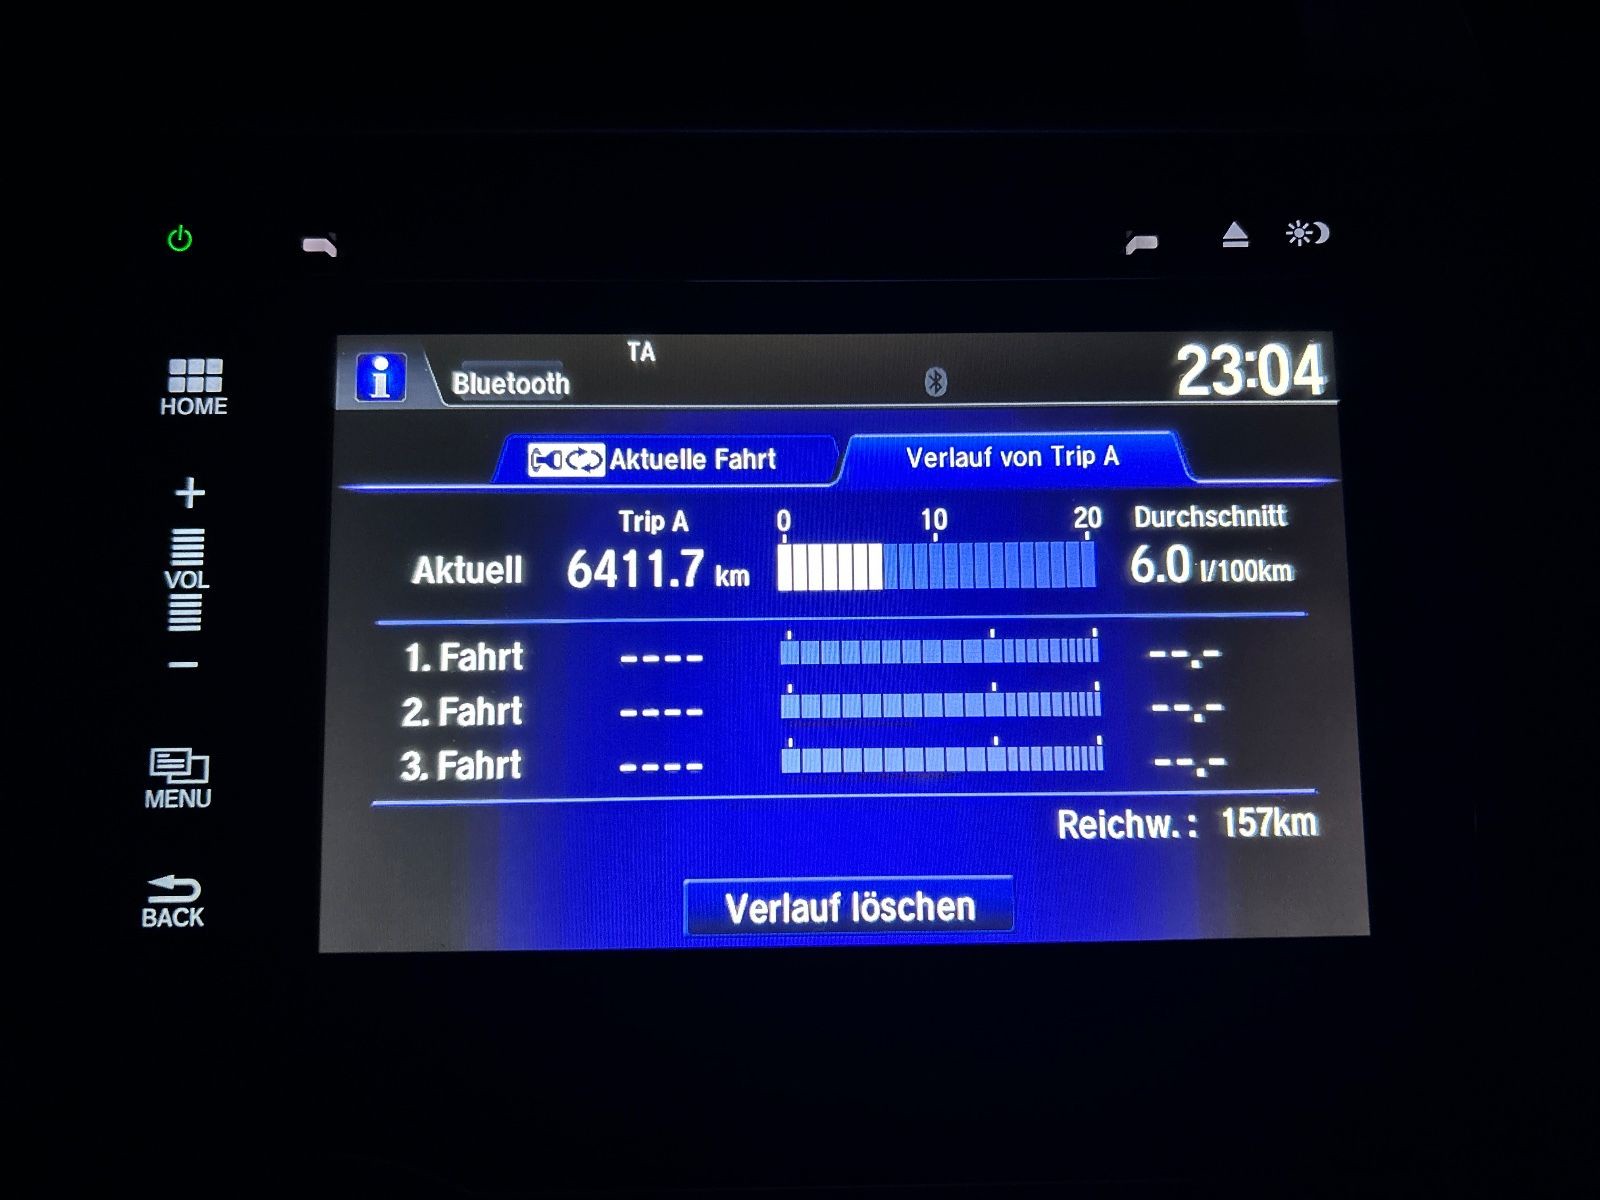 TA
Bluetooth
23:04
HOME
Aktuelle Fahrt
Verlauf von Trip A
Trip A
0
10
20
Durchschnitt
Aktuell
6411.7 km
6.0 l/100km
VOL
1. Fahrt ---- --.-
2. Fahrt ---- --.-
3. Fahrt ---- --.-
MENU
Reichw.: 157km
BACK
Verlauf löschen